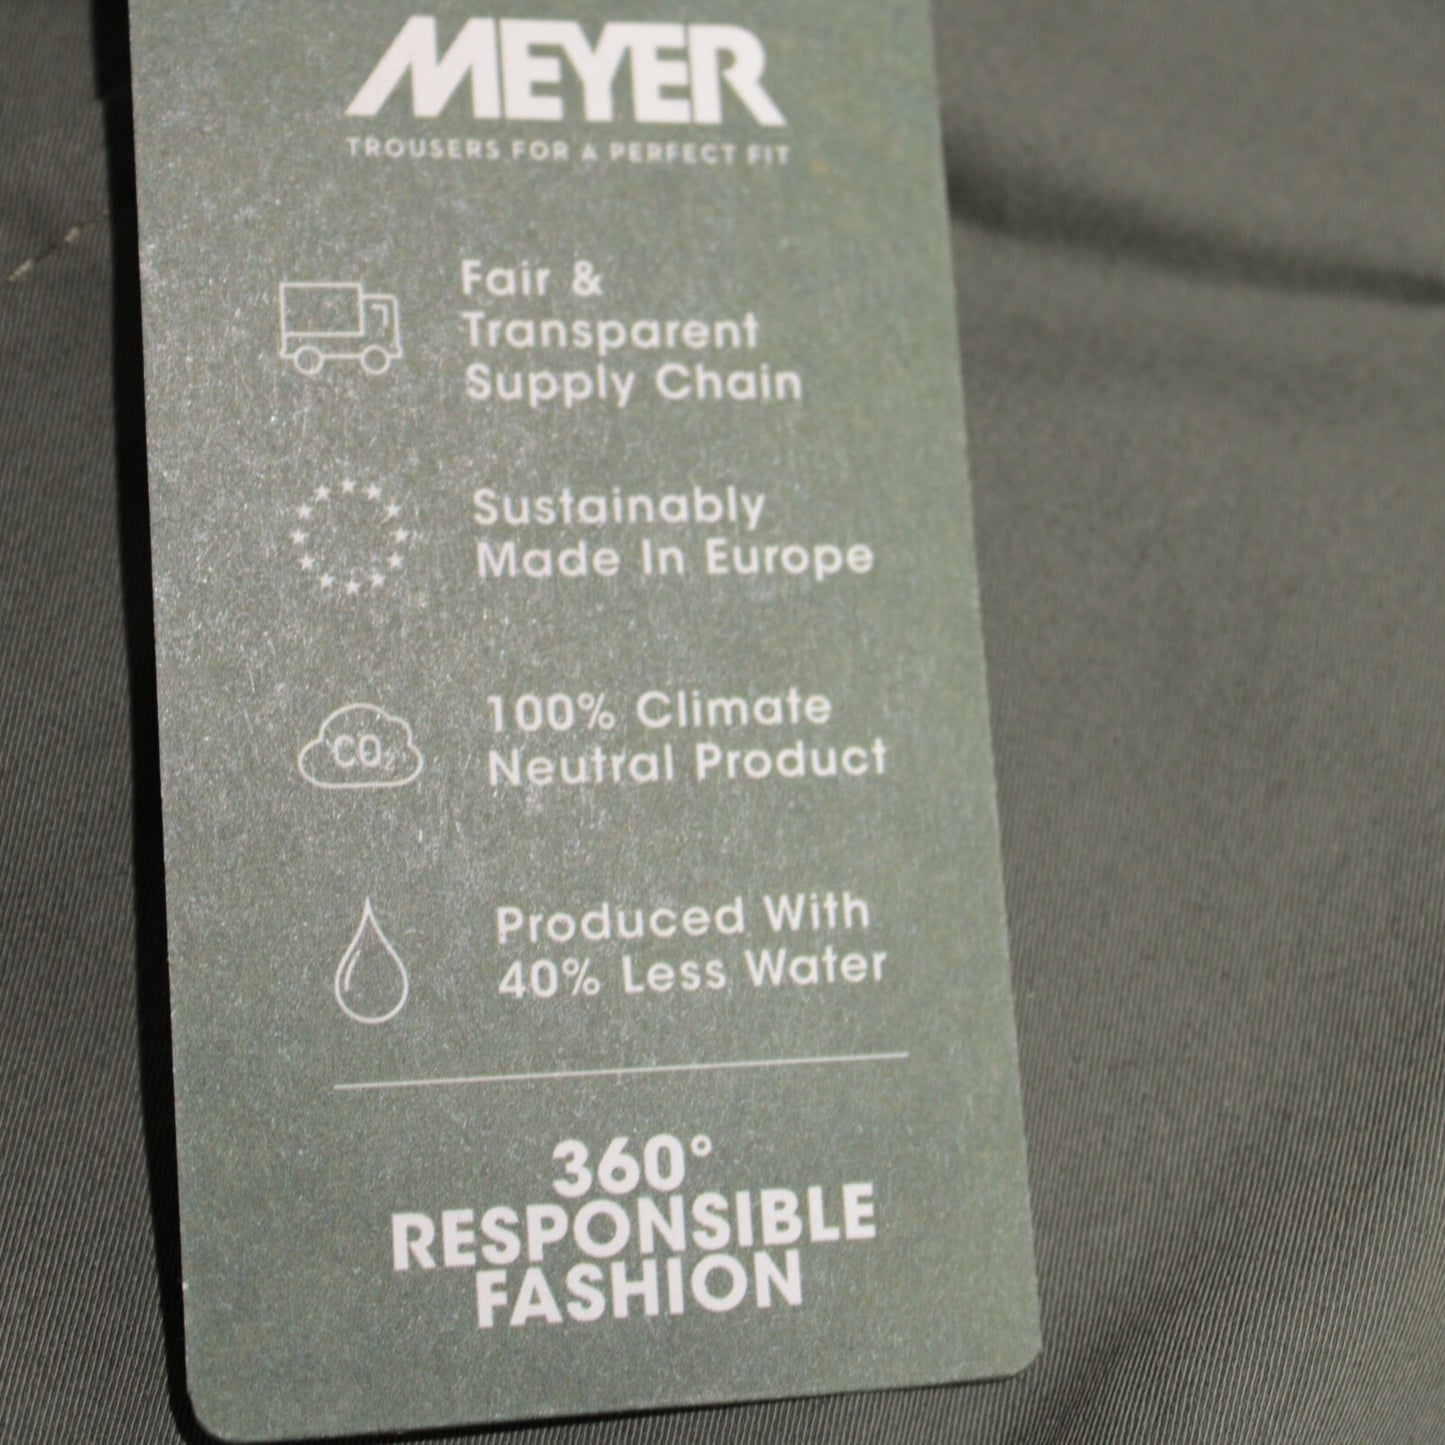 MEYER
TROUSERS FOR A PERFECT FIT
Fair &
Transparent
Supply Chain
Sustainably
Made In Europe
CO₂
100% Climate
Neutral Product
Produced With
40% Less Water
360°
RESPONSIBLE
FASHION